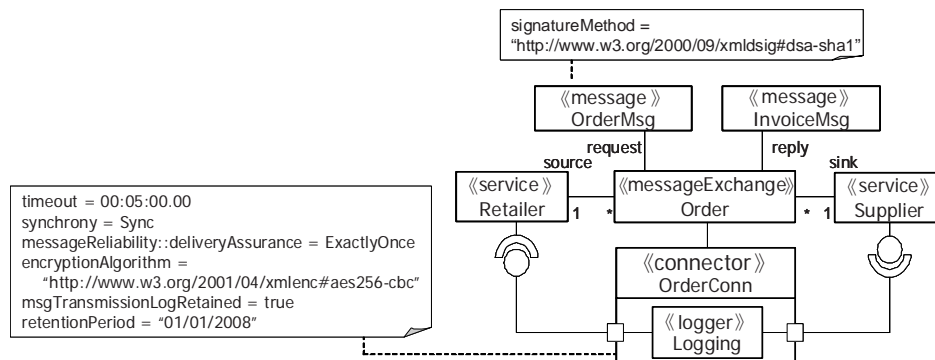 signatureMethod =
“http://www.w3.org/2000/09/xmldsig#dsa-sha1”
《message》
OrderMsg
《message》
InvoiceMsg
request
reply
source
sink
《service》
Retailer
1
*
《messageExchange》
Order
*
1
《service》
Supplier
timeout = 00:05:00.00
synchrony = Sync
messageReliability::deliveryAssurance = ExactlyOnce
encryptionAlgorithm =
“http://www.w3.org/2001/04/xmlenc#aes256-cbc”
msgTransmissionLogRetained = true
retentionPeriod = “01/01/2008”
《connector》
OrderConn
《logger》
Logging